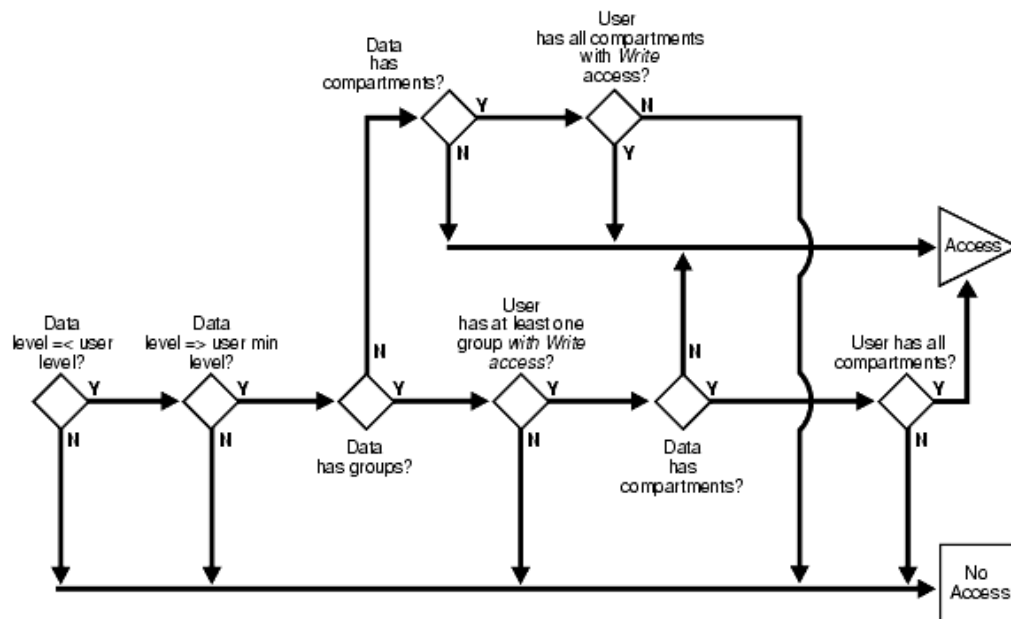 User
has all compartments
with Write
access?
Data
has
compartments?
Y
N
N
Y
Access
Data
level =< user
level?
Data
level => user min
level?
User
has at least one
group with Write
access?
User has all
compartments?
N
N
Y
Y
Y
Y
Y
Y
N
N
N
N
Data
has groups?
Data
has
compartments?
No
Access